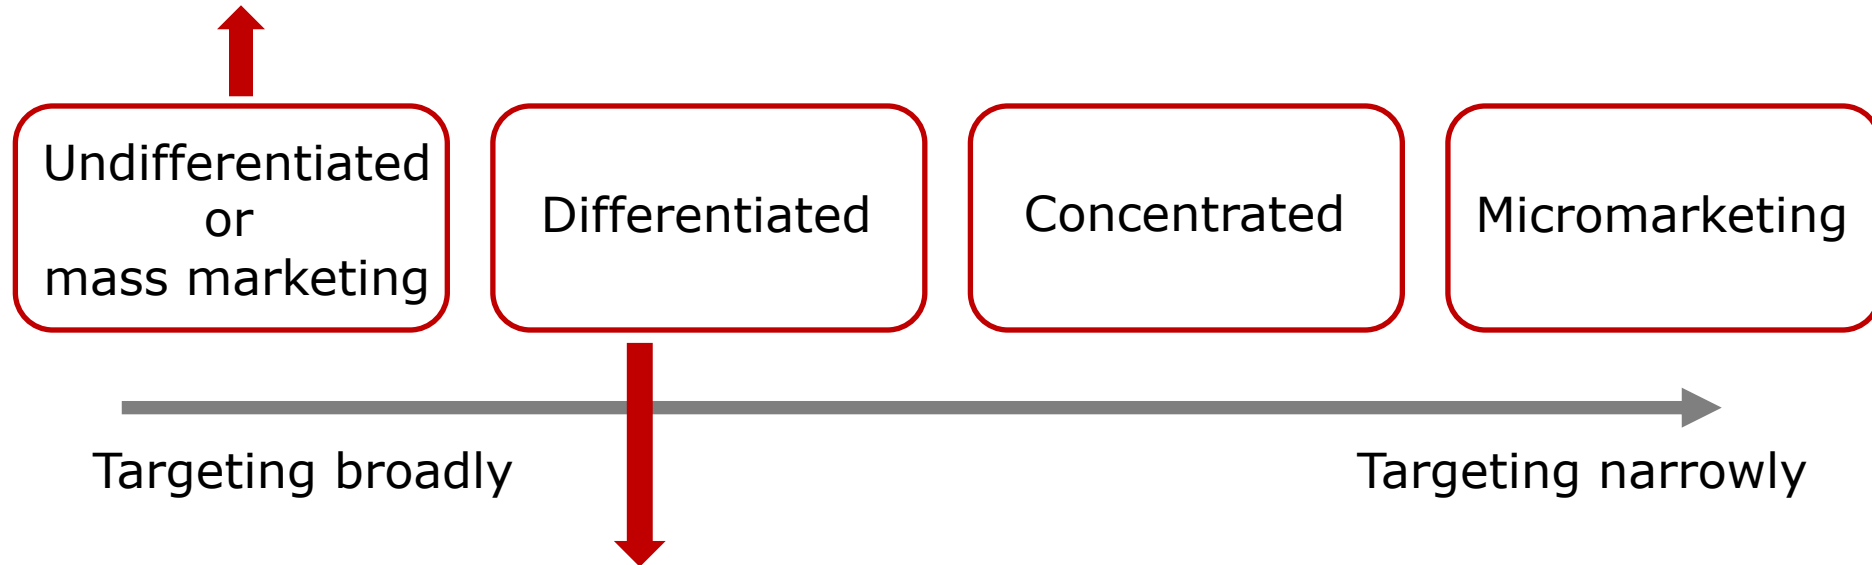 Undifferentiated
or
mass marketing
Differentiated
Concentrated
Micromarketing
Targeting broadly
Targeting narrowly